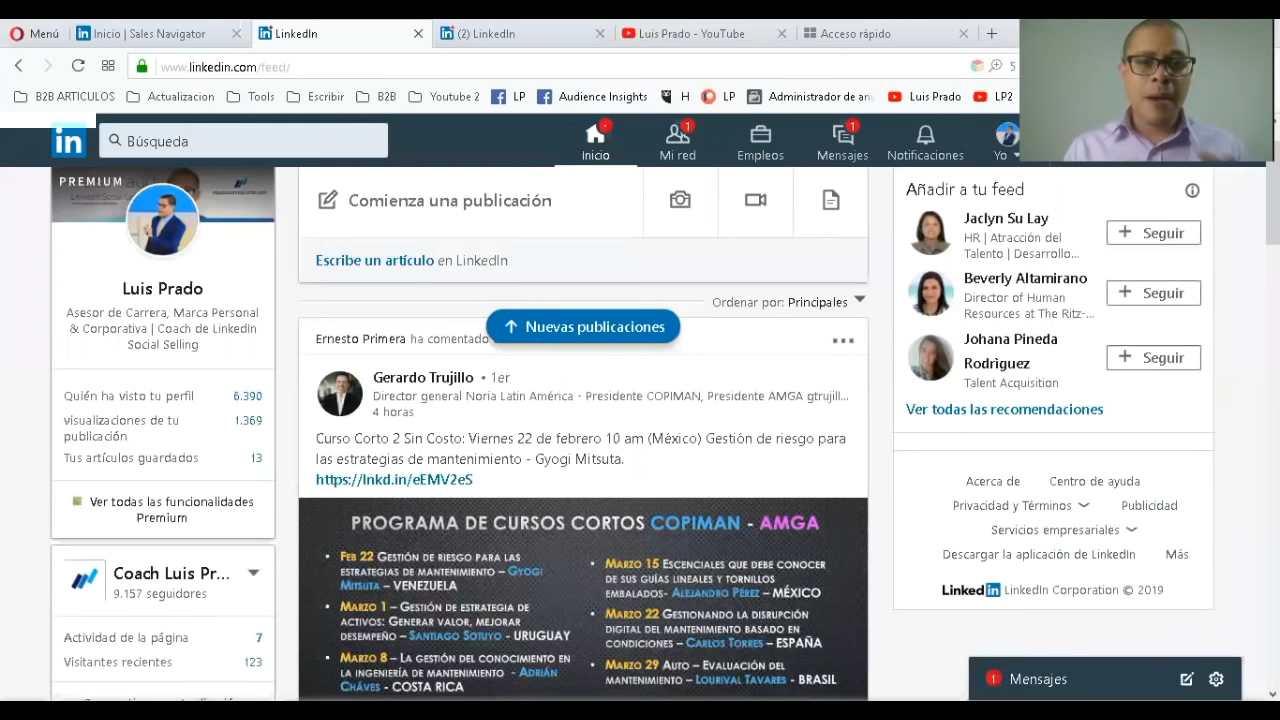 Menú
Inicio | Sales Navigator
LinkedIn
(2) LinkedIn
Luis Prado - YouTube
Acceso rápido
www.linkedin.com/feed/
5
B2B ARTICULOS
Actualizacion
Tools
Escribir
B2B
Youtube 2
LP
Audience Insights
H
LP
Administrador de an
Luis Prado
LP2
in
Búsqueda
Inicio
1
Mi red
Empleos
1
Mensajes
Notificaciones
Yo
PREMIUM
Luis Prado
Asesor de Carrera, Marca Personal
& Corporativa | Coach de LinkedIn
Social Selling
Quién ha visto tu perfil 6.390
visualizaciones de tu 1.369
publicación
Tus artículos guardados 13
Ver todas las funcionalidades
Premium
Coach Luis Pr...
9.157 seguidores
Actividad de la página 7
Visitantes recientes 123
Comienza una publicación
Escribe un artículo en LinkedIn
Ordenar por: Principales
Nuevas publicaciones
Ernesto Primera ha comentado
Gerardo Trujillo • 1er
Director general Noria Latin América - Presidente COPIMAN, Presidente AMGA gtrujill...
4 horas
Curso Corto 2 Sin Costo: Viernes 22 de febrero 10 am (México) Gestión de riesgo para
las estrategias de mantenimiento - Gyogi Mitsuta.
https://lnkd.in/eEMV2eS
PROGRAMA DE CURSOS CORTOS COPIMAN - AMGA
• FEB 22 GESTIÓN DE RIESGO PARA LAS
ESTRATEGIAS DE MANTENIMIENTO – GYOGI
MITSUTA – VENEZUELA
• MARZO 1 – GESTIÓN DE ESTRATEGIA DE
ACTIVOS: GENERAR VALOR, MEJORAR
DESEMPEÑO – SANTIAGO SOTUYO - URUGUAY
• MARZO 8 – LA GESTIÓN DEL CONOCIMIENTO EN
LA INGENIERÍA DE MANTENIMIENTO - ADRIÁN
CHÁVES - COSTA RICA
• MARZO 15 ESCENCIALES QUE DEBE CONOCER
DE SUS GUÍAS LINEALES Y TORNILLOS
EMBALADOS- ALEJANDRO PÉREZ – MÉXICO
• MARZO 22 GESTIONANDO LA DISRUPCIÓN
DIGITAL DEL MANTENIMIENTO BASADO EN
CONDICIONES – CARLOS TORRES – ESPAÑA
• MARZO 29 AUTO – EVALUACIÓN DEL
MANTENIMIENTO – LOURIVAL TAVARES - BRASIL
Añadir a tu feed
Jaclyn Su Lay
HR | Atracción del
Talento | Desarrollo...
+ Seguir
Beverly Altamirano
Director of Human
Resources at The Ritz-...
+ Seguir
Johana Pineda
Rodrìguez
Talent Acquisition
+ Seguir
Ver todas las recomendaciones
Acerca de Centro de ayuda
Privacidad y Términos Publicidad
Servicios empresariales
Descargar la aplicación de LinkedIn Más
LinkedIn LinkedIn Corporation © 2019
1 Mensajes